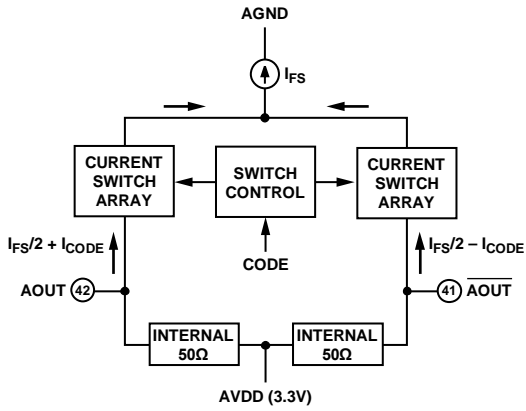 AGND
I_FS
CURRENT
SWITCH
ARRAY
SWITCH
CONTROL
CURRENT
SWITCH
ARRAY
I_FS/2 + I_CODE
CODE
I_FS/2 – I_CODE
AOUT 42
41 A̅O̅U̅T̅
INTERNAL
50Ω
INTERNAL
50Ω
AVDD (3.3V)